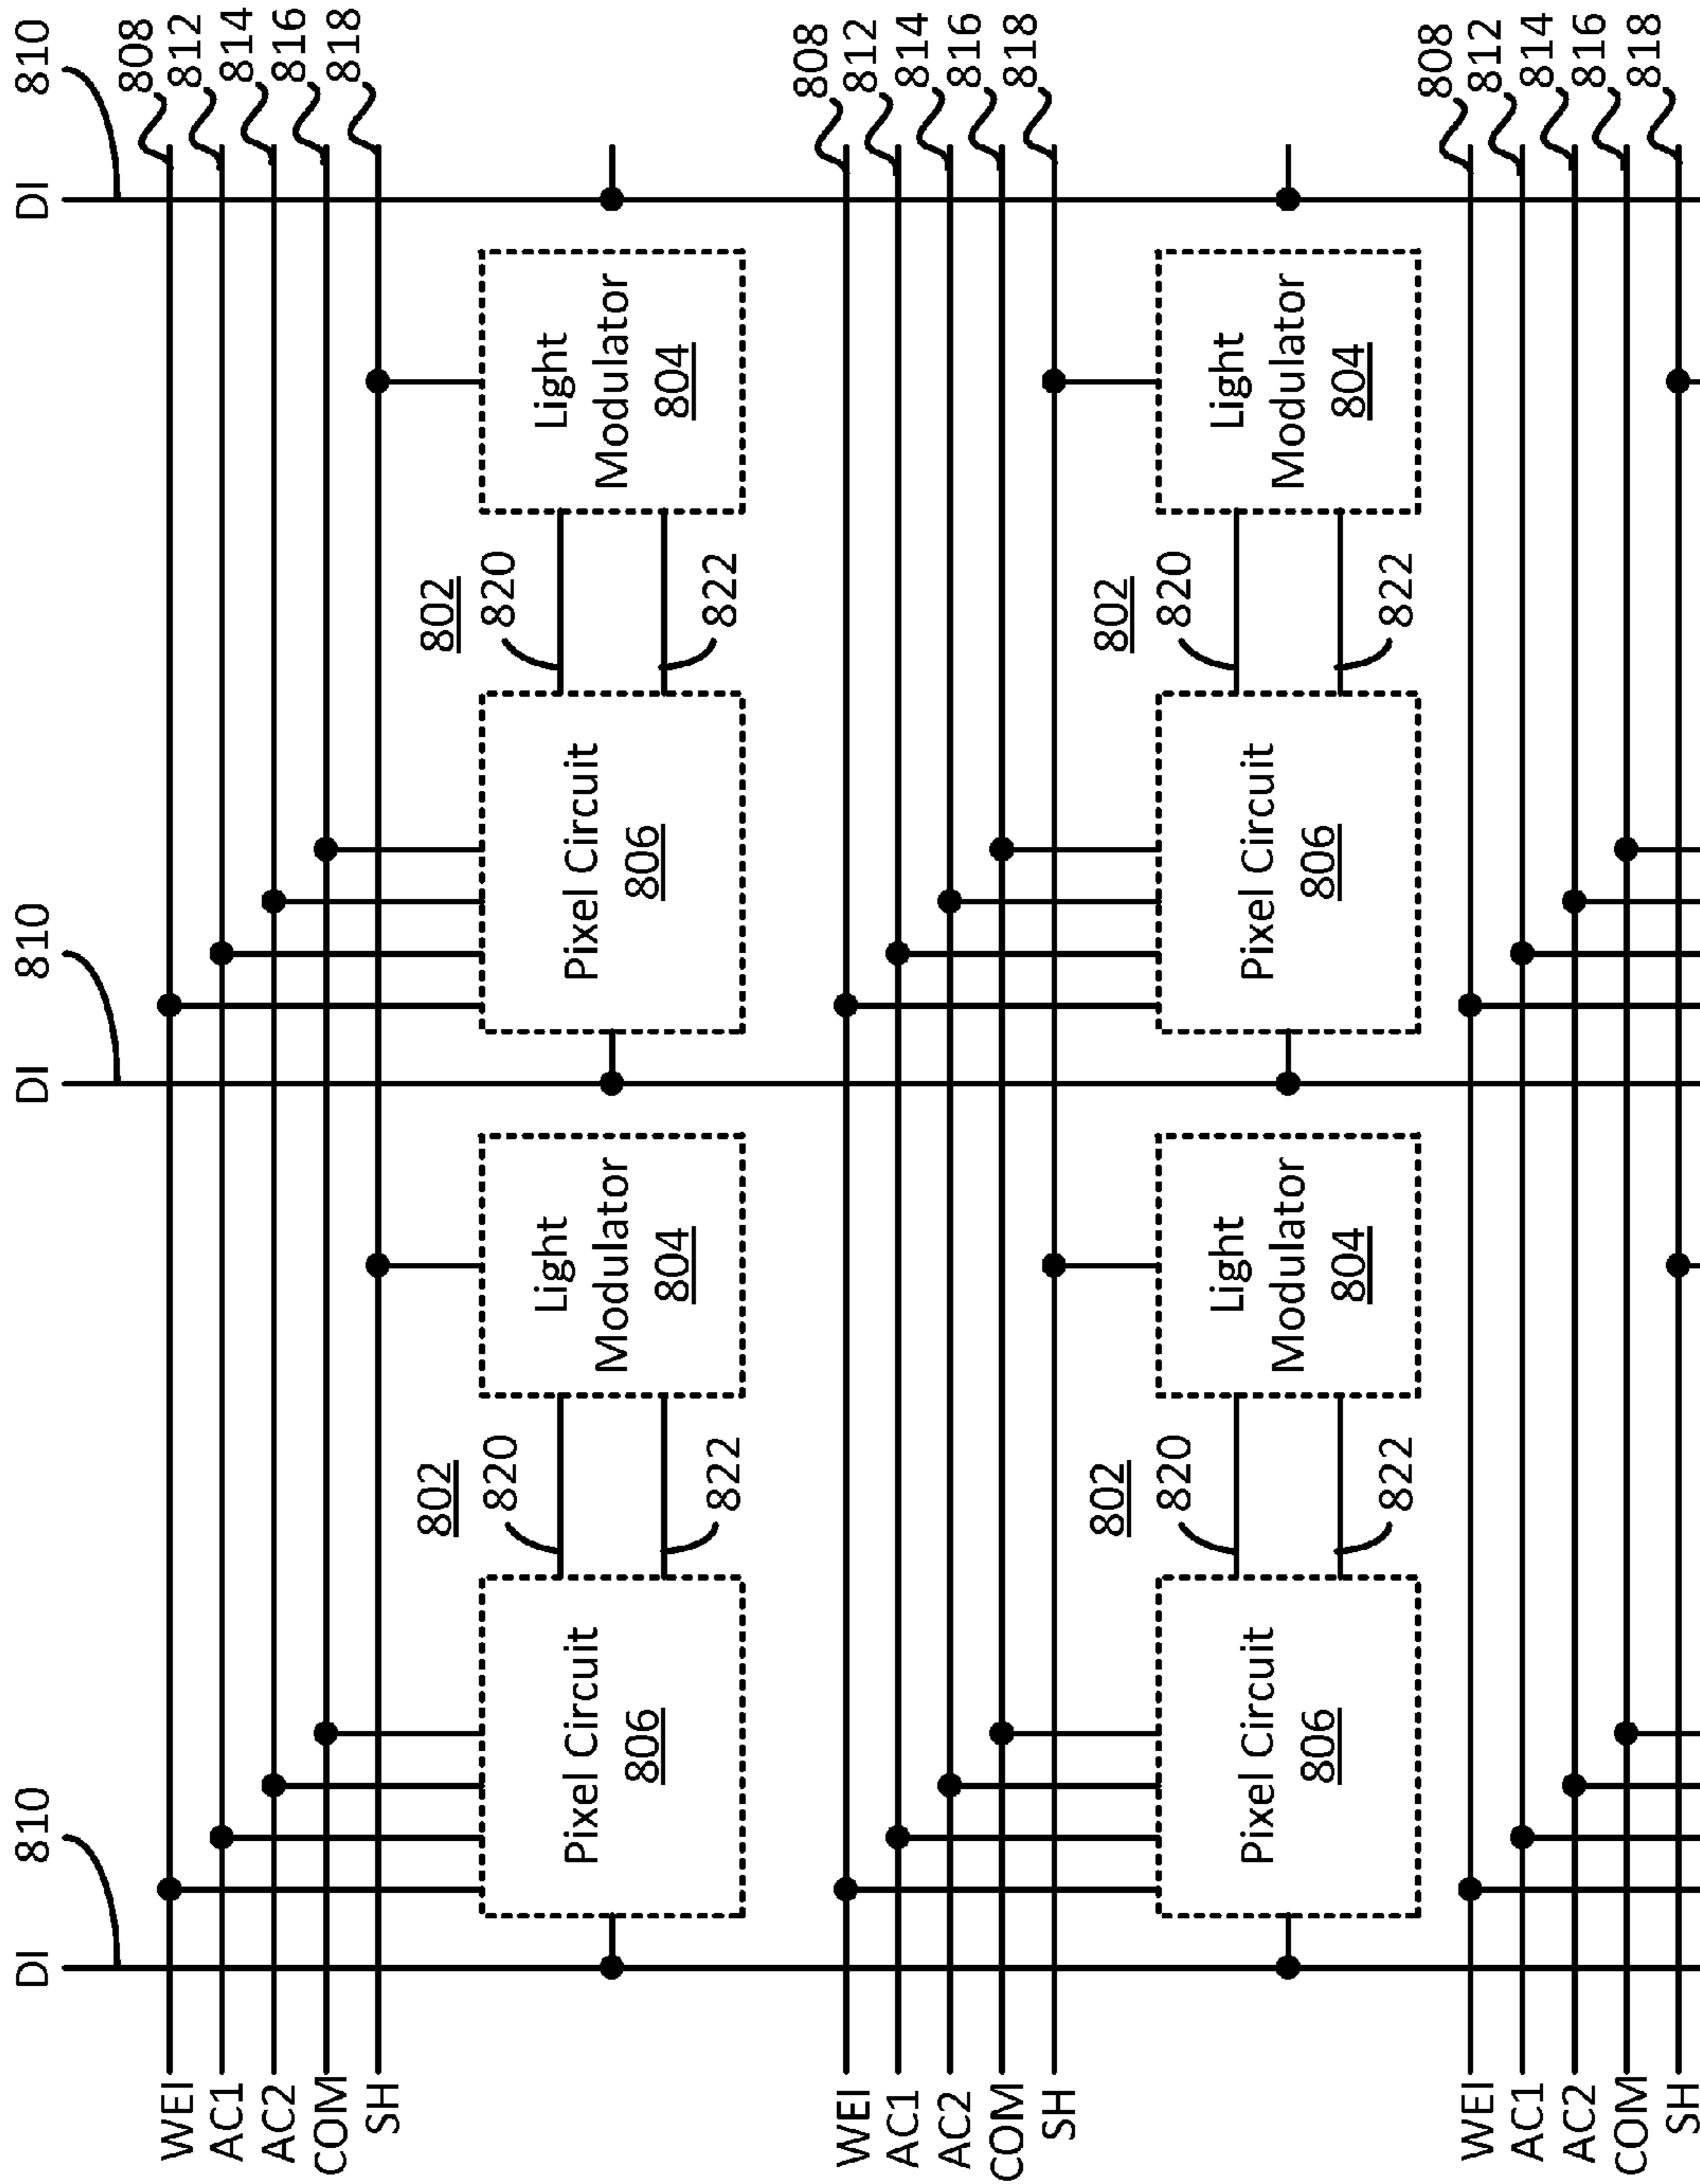 DI 810 DI 810 DI 810
WEI 808
AC1 812
AC2 814
COM 816
SH 818
802 802
820 820
Pixel Circuit
806
Light
Modulator
804
Pixel Circuit
806
Light
Modulator
804
822 822
WEI 808
AC1 812
AC2 814
COM 816
SH 818
802 802
820 820
Pixel Circuit
806
Light
Modulator
804
Pixel Circuit
806
Light
Modulator
804
822 822
WEI 808
AC1 812
AC2 814
COM 816
SH 818